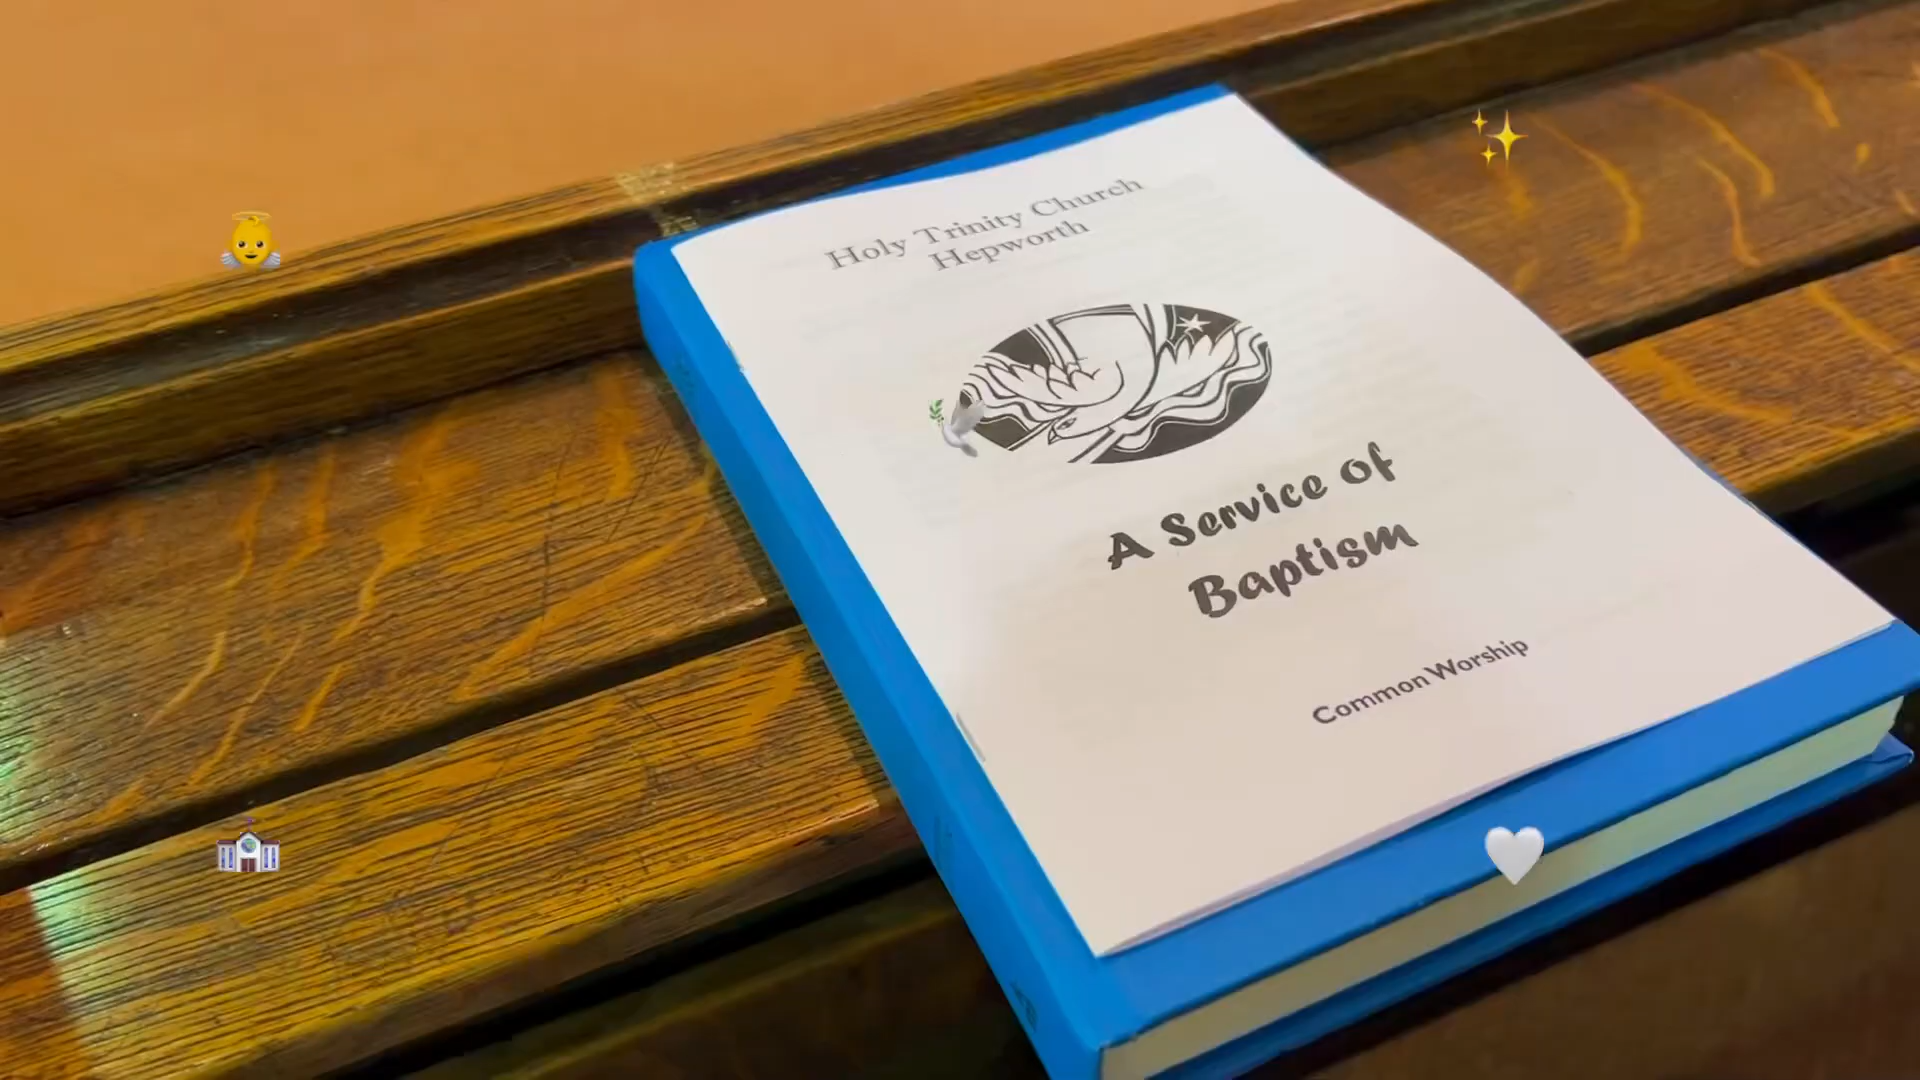 Holy Trinity Church
Hepworth
A Service of
Baptism
Common Worship